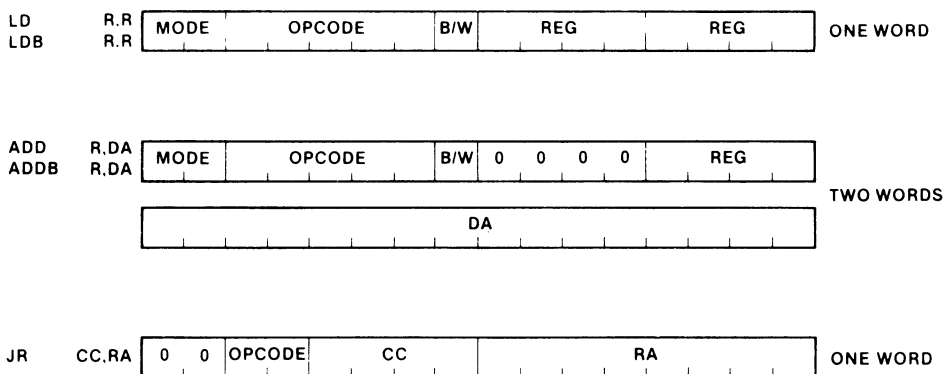 LD R.R MODE OPCODE B/W REG REG ONE WORD
LDB R.R
ADD R,DA MODE OPCODE B/W 0 0 0 0 REG
ADDB R,DA
TWO WORDS
DA
JR CC,RA 0 0 OPCODE CC RA ONE WORD